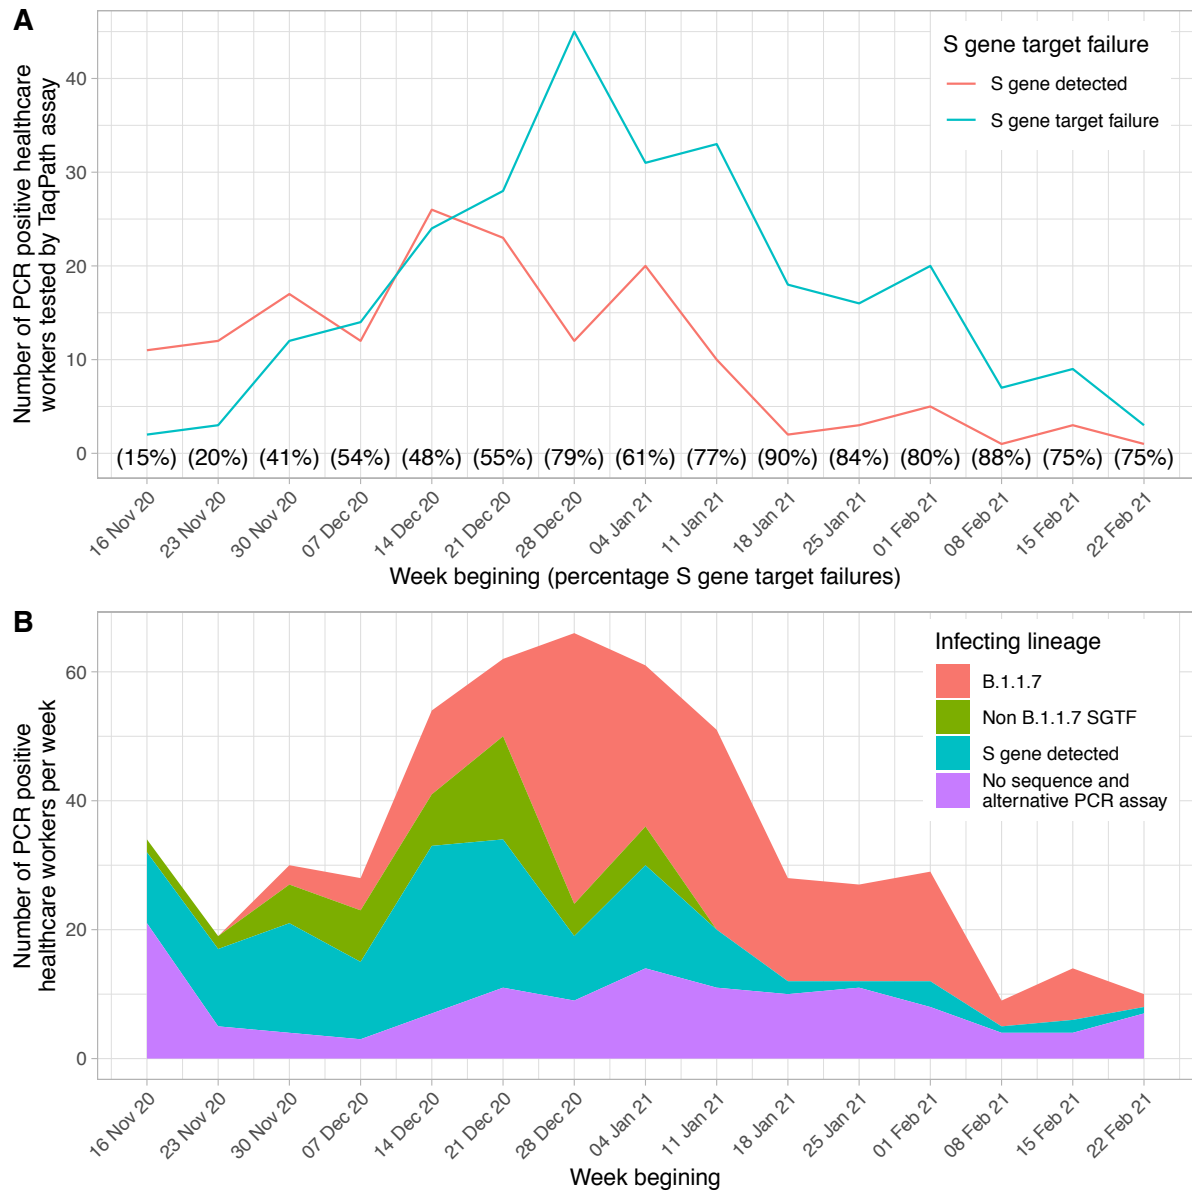 A
Number of PCR positive healthcare
workers tested by TaqPath assay
40
30
20
10
0
S gene target failure
S gene detected
S gene target failure
(15%) (20%) (41%) (54%) (48%) (55%) (79%) (61%) (77%) (90%) (84%) (80%) (88%) (75%) (75%)
16 Nov 20 23 Nov 20 30 Nov 20 07 Dec 20 14 Dec 20 21 Dec 20 28 Dec 20 04 Jan 21 11 Jan 21 18 Jan 21 25 Jan 21 01 Feb 21 08 Feb 21 15 Feb 21 22 Feb 21
Week begining (percentage S gene target failures)
B
Number of PCR positive
healthcare workers per week
60
40
20
0
Infecting lineage
B.1.1.7
Non B.1.1.7 SGTF
S gene detected
No sequence and
alternative PCR assay
16 Nov 20 23 Nov 20 30 Nov 20 07 Dec 20 14 Dec 20 21 Dec 20 28 Dec 20 04 Jan 21 11 Jan 21 18 Jan 21 25 Jan 21 01 Feb 21 08 Feb 21 15 Feb 21 22 Feb 21
Week begining